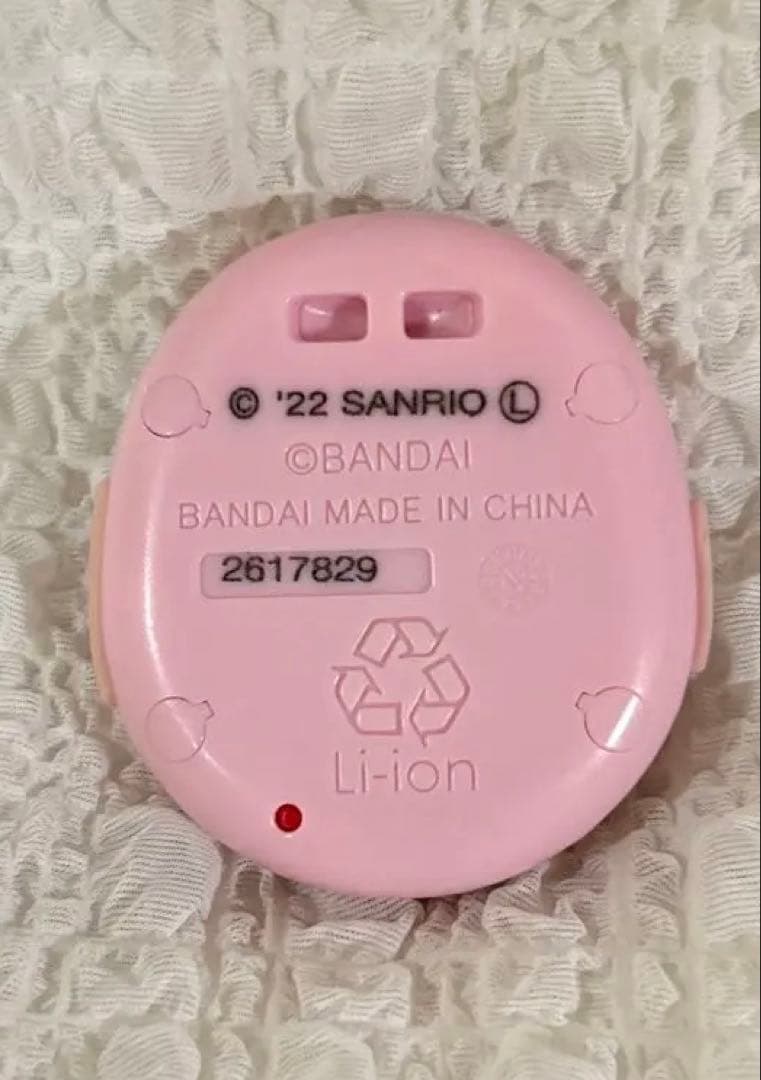 © '22 SANRIO Ⓛ
©BANDAI
BANDAI MADE IN CHINA
2617829
Li-ion